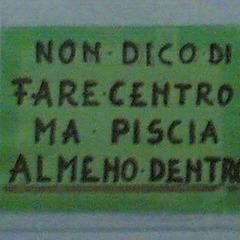 NON·DICO·DI
FARE·CENTRO
MA·PISCIA
ALMENO·DENTRO